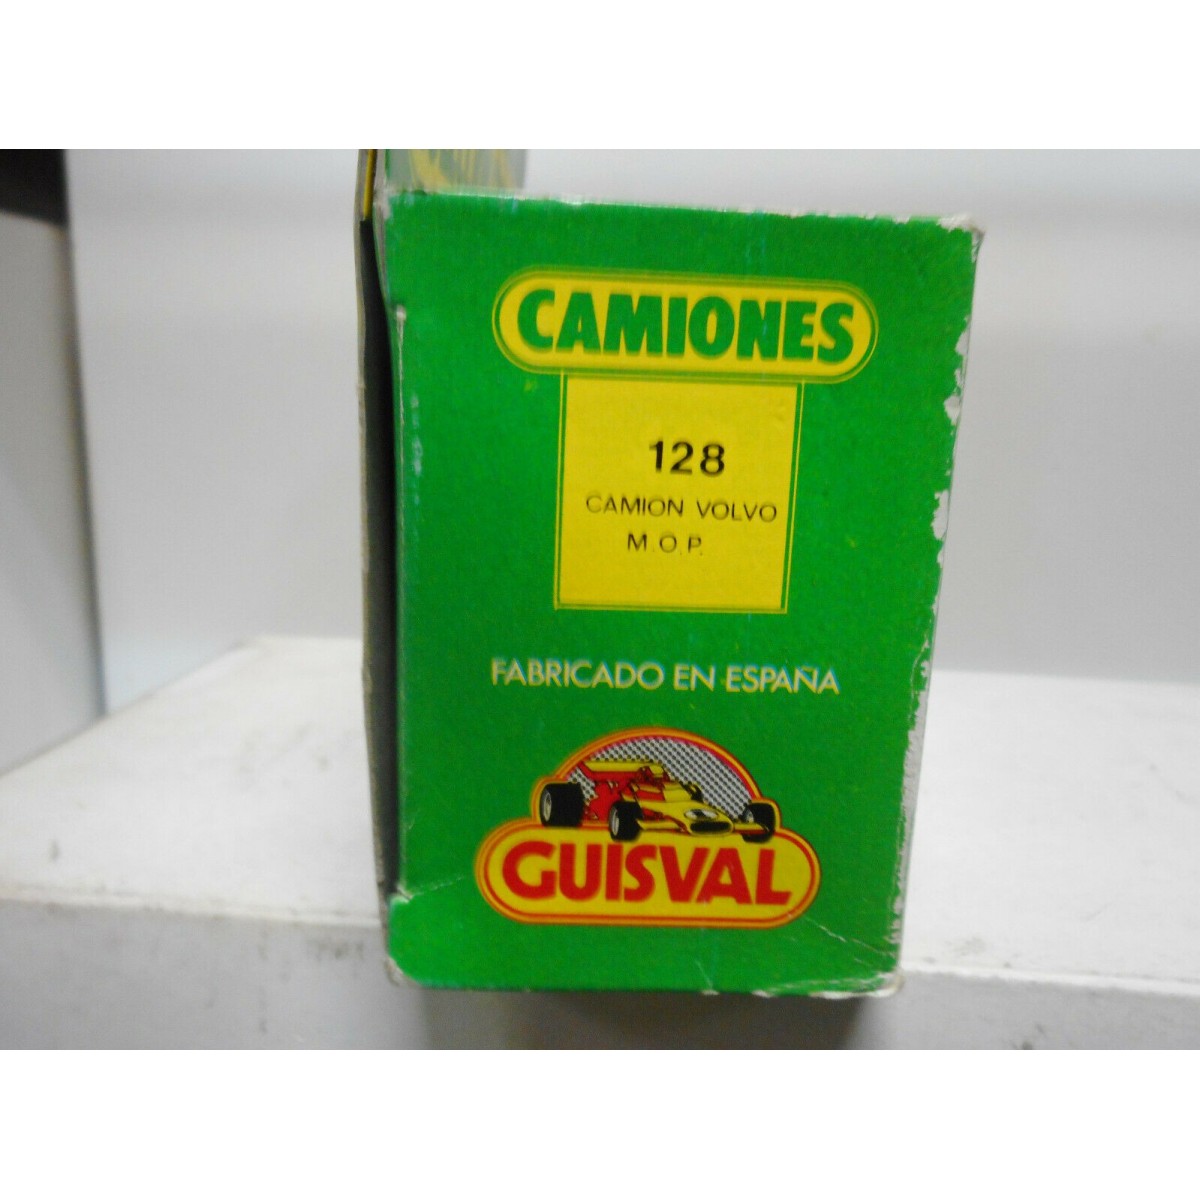 CAMIONES
128
CAMION VOLVO
M.O.P.
FABRICADO EN ESPAÑA
GUISVAL